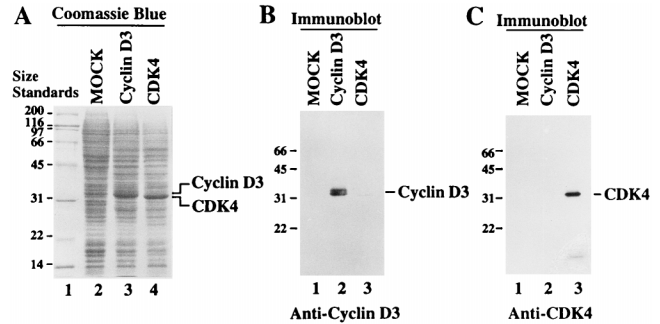 A Coomassie Blue
MOCK
Cyclin D3
CDK4
Size
Standards
200
116
97
66
45
31
22
14
Cyclin D3
CDK4
1 2 3 4
B Immunoblot
MOCK
Cyclin D3
CDK4
66
45
31
22
Cyclin D3
1 2 3
Anti-Cyclin D3
C Immunoblot
MOCK
Cyclin D3
CDK4
66
45
31
22
CDK4
1 2 3
Anti-CDK4